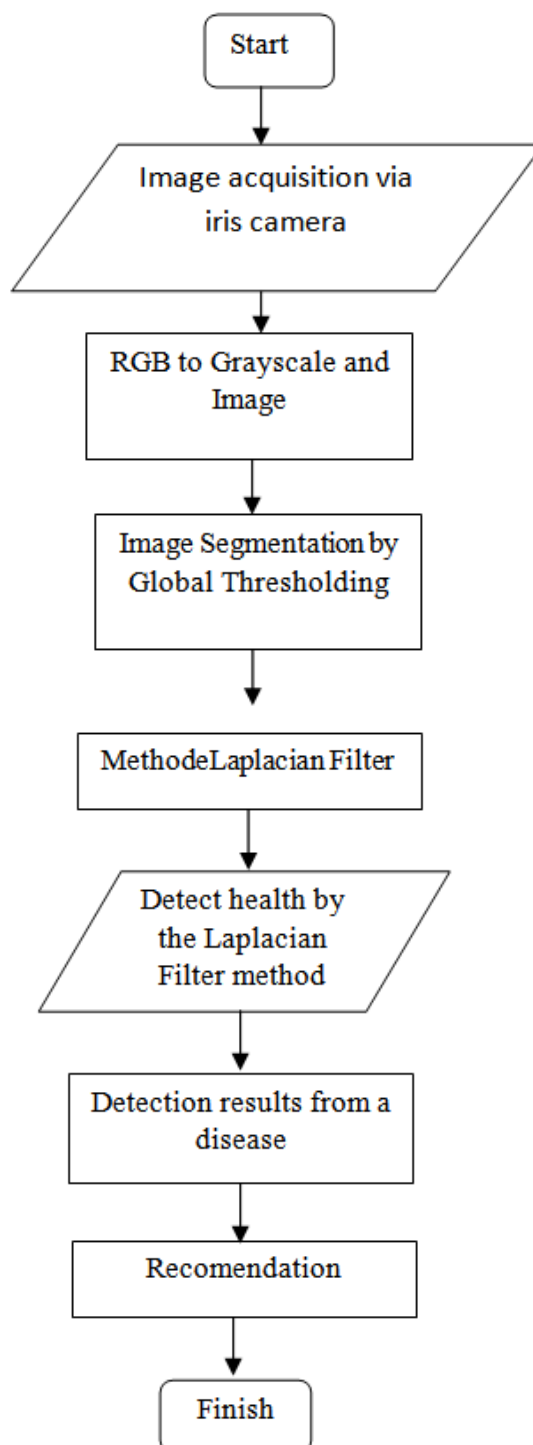 Start
Image acquisition via
iris camera
RGB to Grayscale and
Image
Image Segmentation by
Global Thresholding
MethodeLaplacian Filter
Detect health by
the Laplacian
Filter method
Detection results from a
disease
Recomendation
Finish